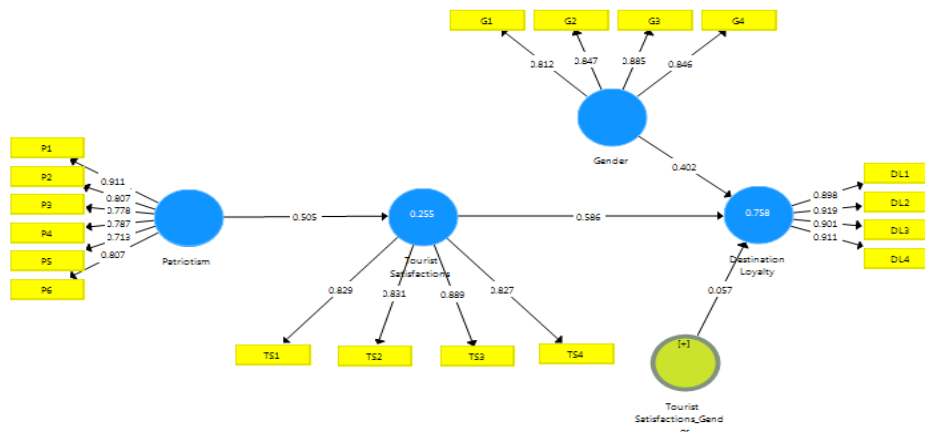 G1 G2 G3 G4
0.812 0.847 0.885 0.846
Gender
0.402
P1
P2
P3
P4
P5
P6
0.911
0.807
0.778
0.787
0.713
0.807
Patriotism
0.505
0.255
Tourist
Satisfactions
0.586
0.758
Destination
Loyalty
0.898
0.919
0.901
0.911
DL1
DL2
DL3
DL4
0.829 0.831 0.889 0.827
TS1 TS2 TS3 TS4
0.057
[+]
Tourist
Satisfactions_Gend
er